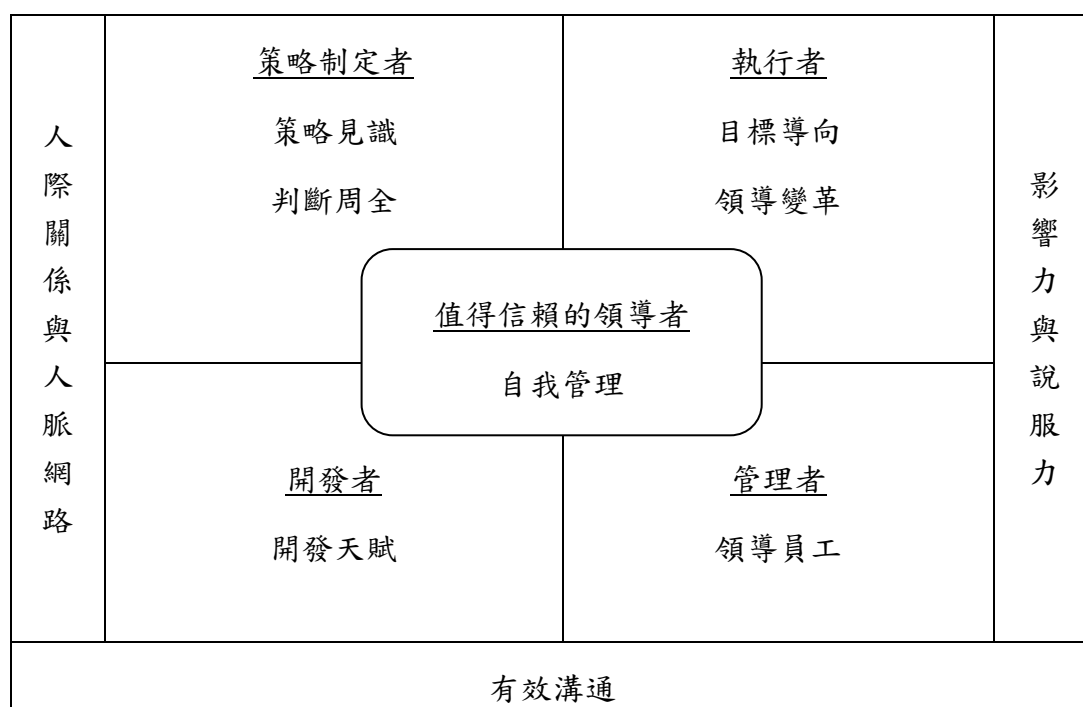 人際關係與人脈網路
策略制定者
策略見識
判斷周全
執行者
目標導向
領導變革
值得信賴的領導者
自我管理
開發者
開發天賦
管理者
領導員工
影響力與說服力
有效溝通